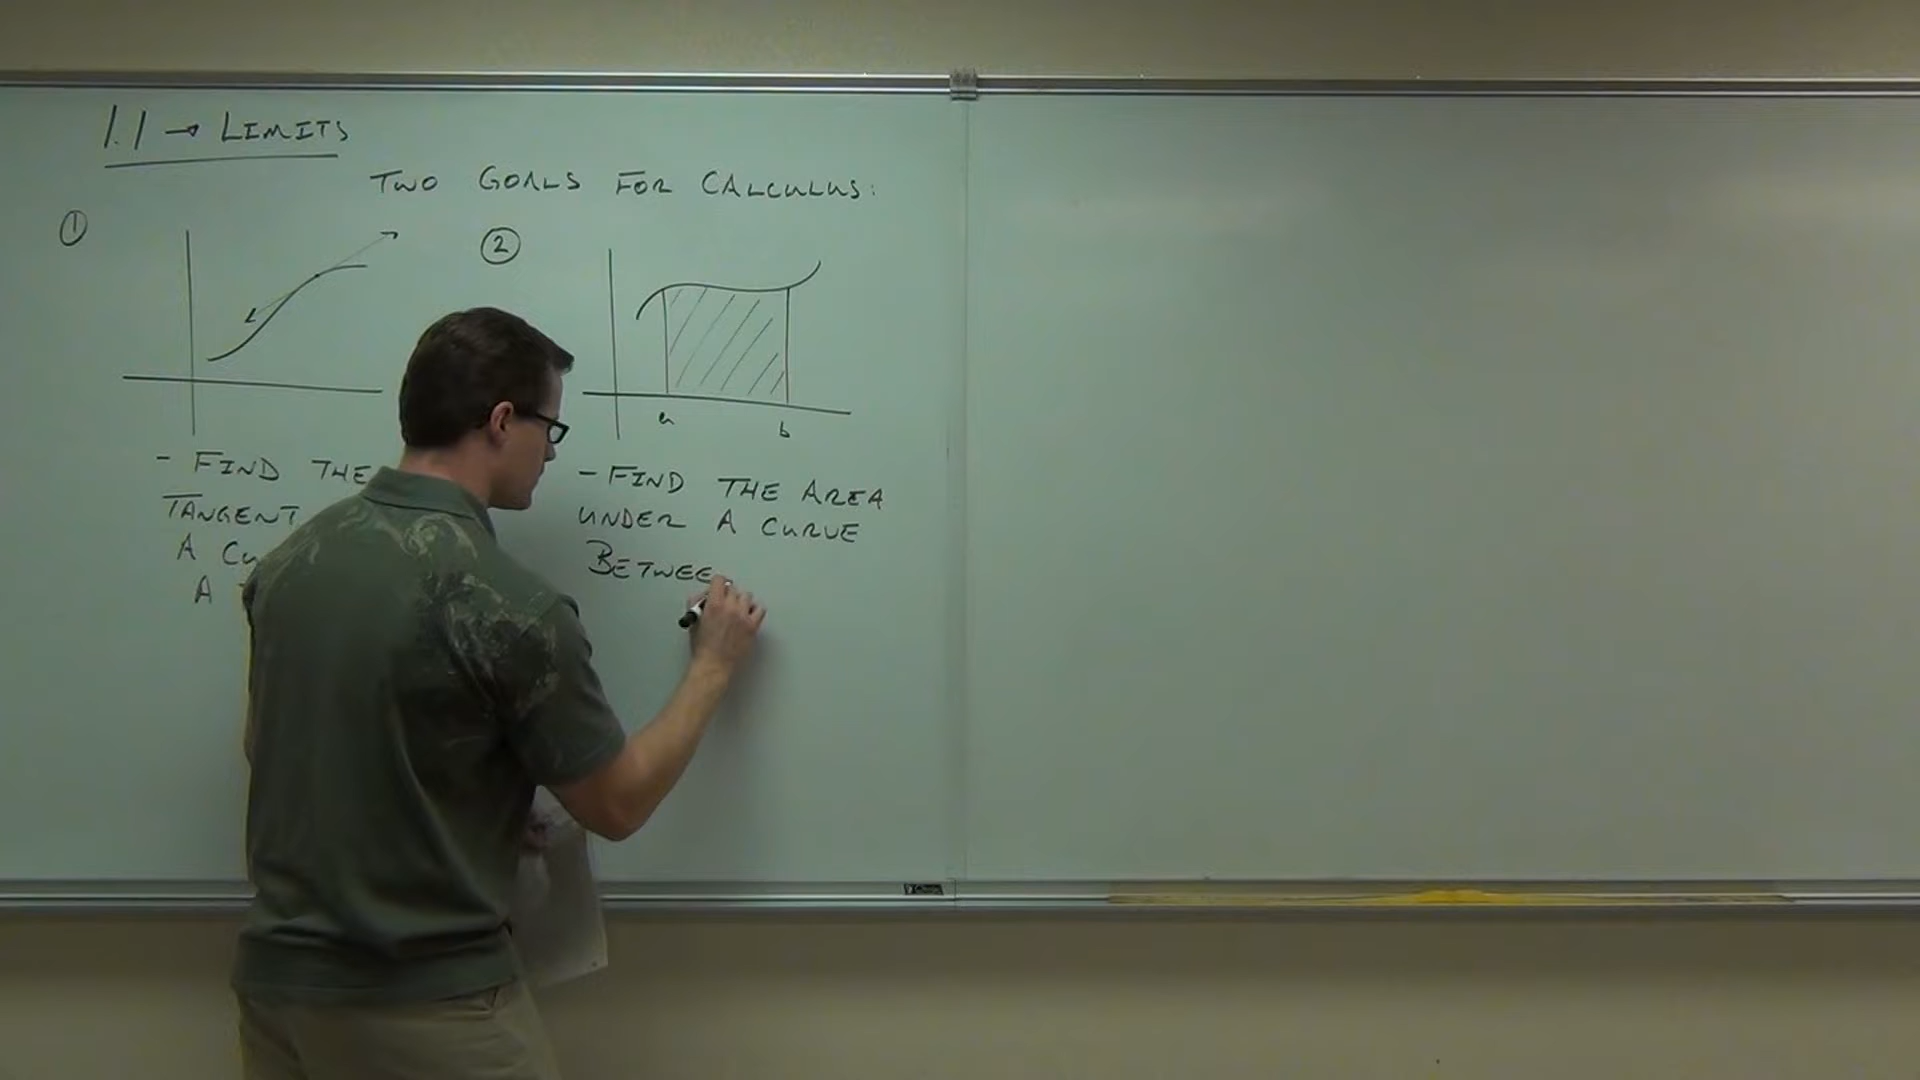 1.1 → LIMITS
TWO GOALS FOR CALCULUS:
①
- FIND THE
TANGENT
A
A
②
a b
- FIND THE AREA
UNDER A CURVE
BETWEE